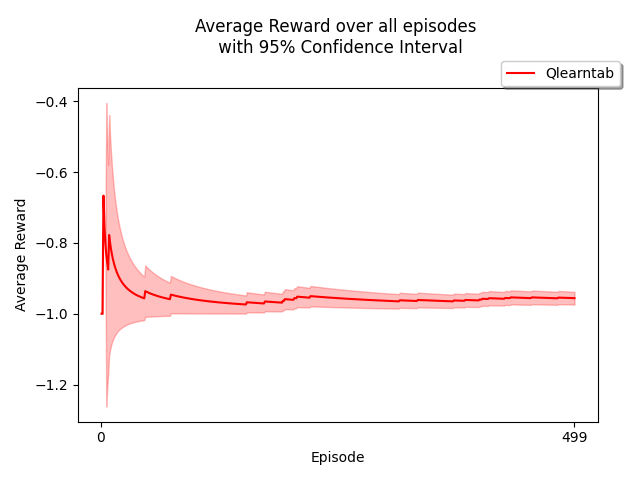 Average Reward over all episodes
with 95% Confidence Interval
Qlearntab
−0.4
−0.6
−0.8
−1.0
−1.2
Average Reward
0
499
Episode